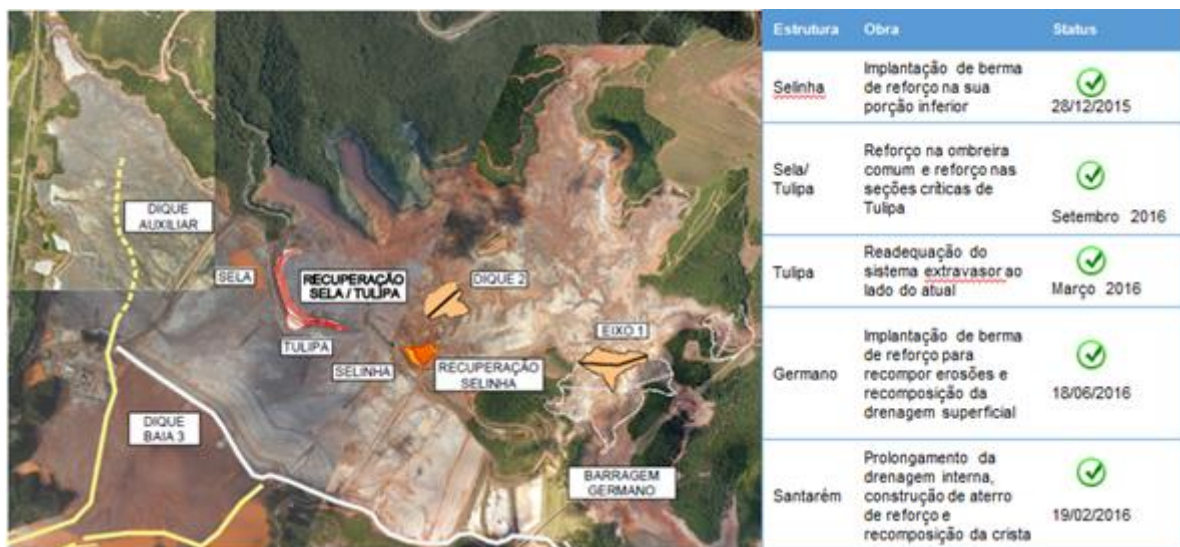 DIQUE
AUXILIAR
SELA
RECUPERAÇÃO
SELA / TULIPA
DIQUE 2
TULIPA
EIXO 1
SELINHA
RECUPERAÇÃO
SELINHA
DIQUE
BAIA 3
BARRAGEM
GERMANO
Estrutura Obra Status
Selinha
Implantação de berma
de reforço na sua
porção inferior
28/12/2015
Sela/
Tulipa
Reforço na ombreira
comum e reforço nas
seções críticas de
Tulipa
Setembro 2016
Tulipa
Readequação do
sistema extravasor ao
lado do atual
Março 2016
Germano
Implantação de berma
de reforço para
recompor erosões e
recomposição da
drenagem superficial
18/06/2016
Santarém
Prolongamento da
drenagem interna,
construção de aterro
de reforço e
recomposição da crista
19/02/2016